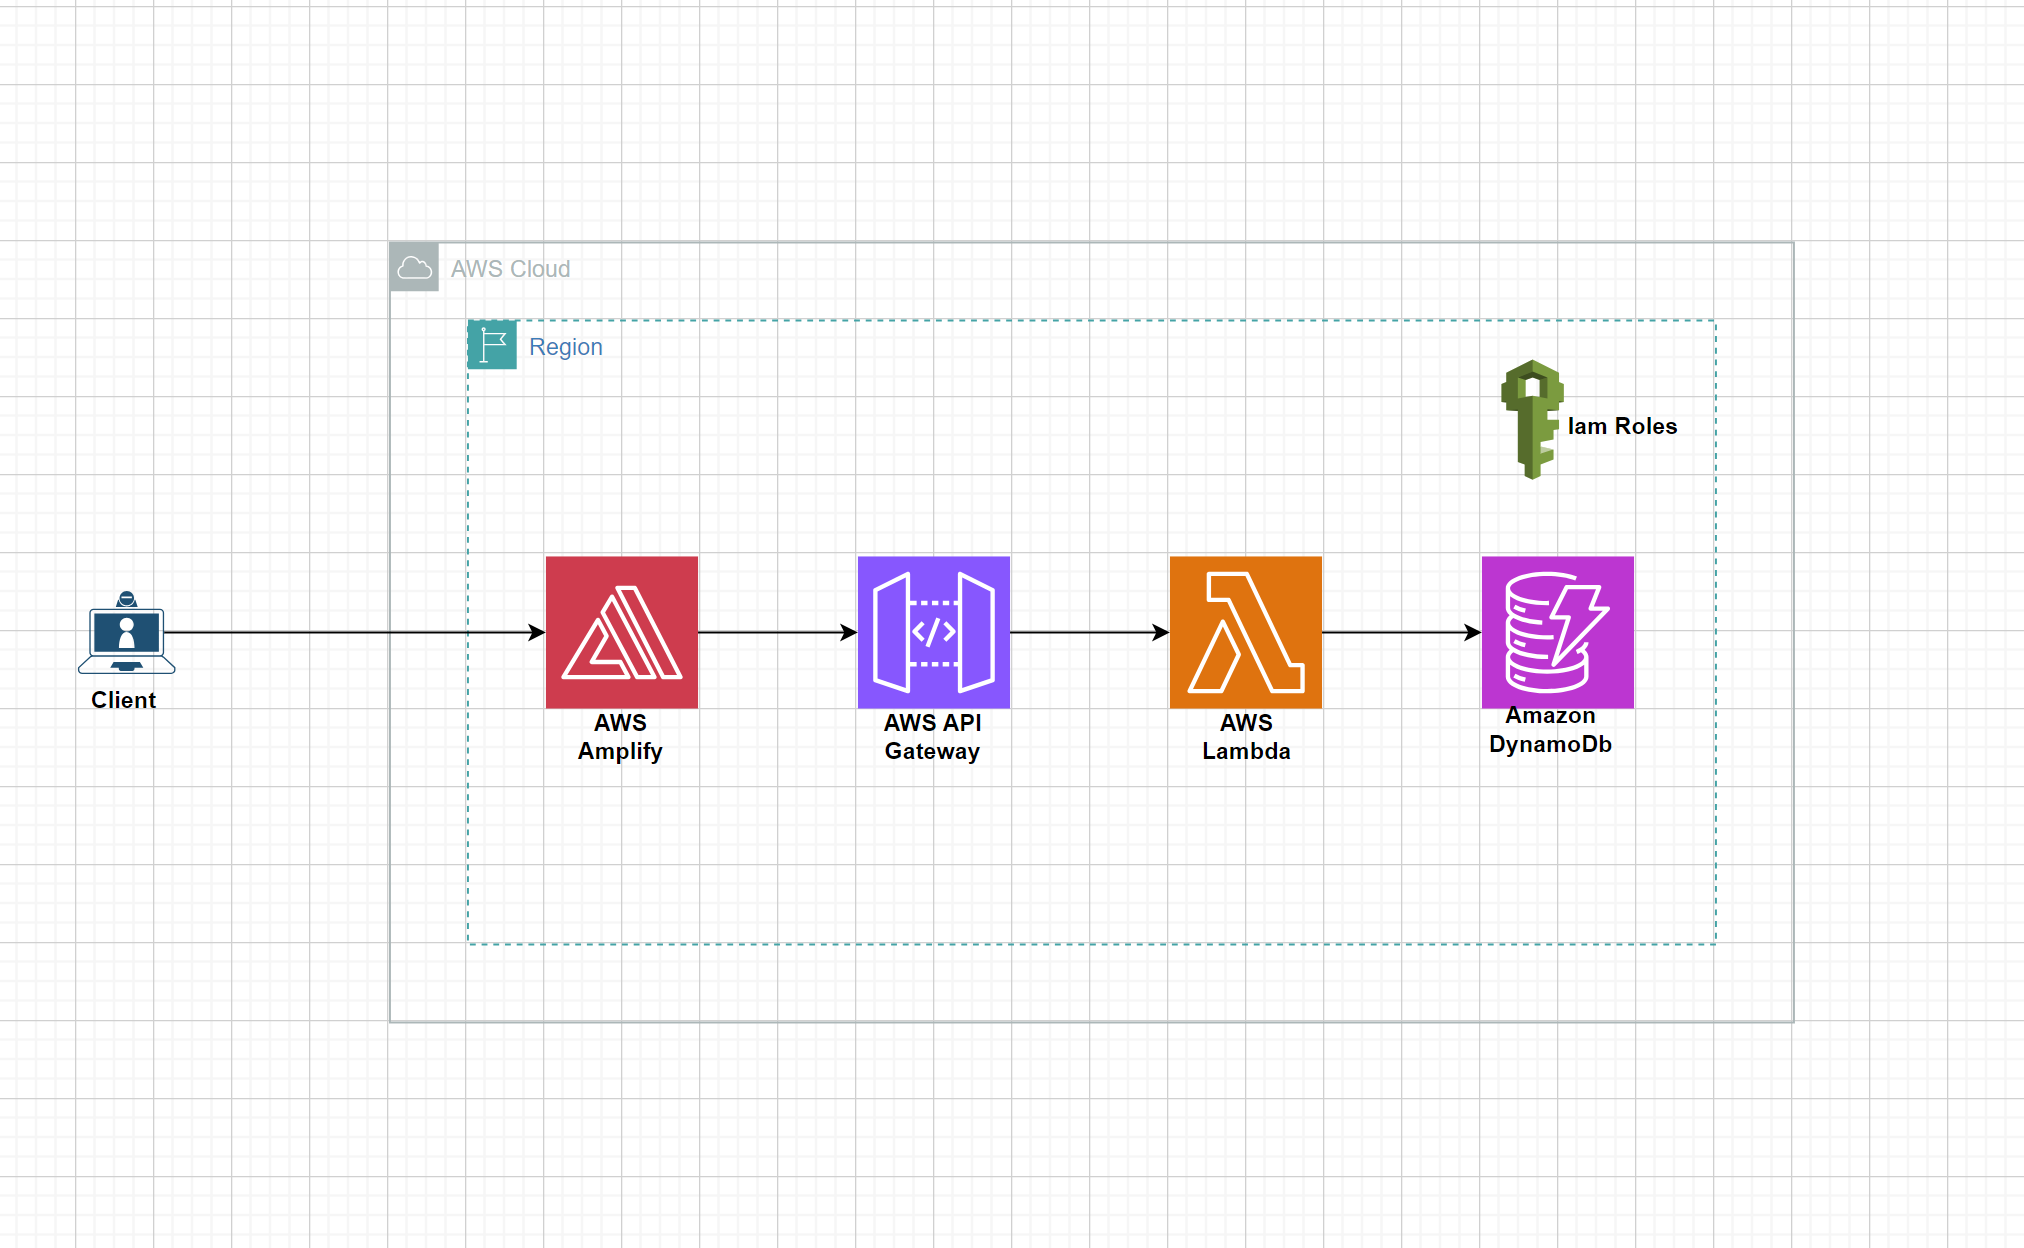 AWS Cloud
Region
Iam Roles
Client
AWS
Amplify
AWS API
Gateway
AWS
Lambda
Amazon
DynamoDb